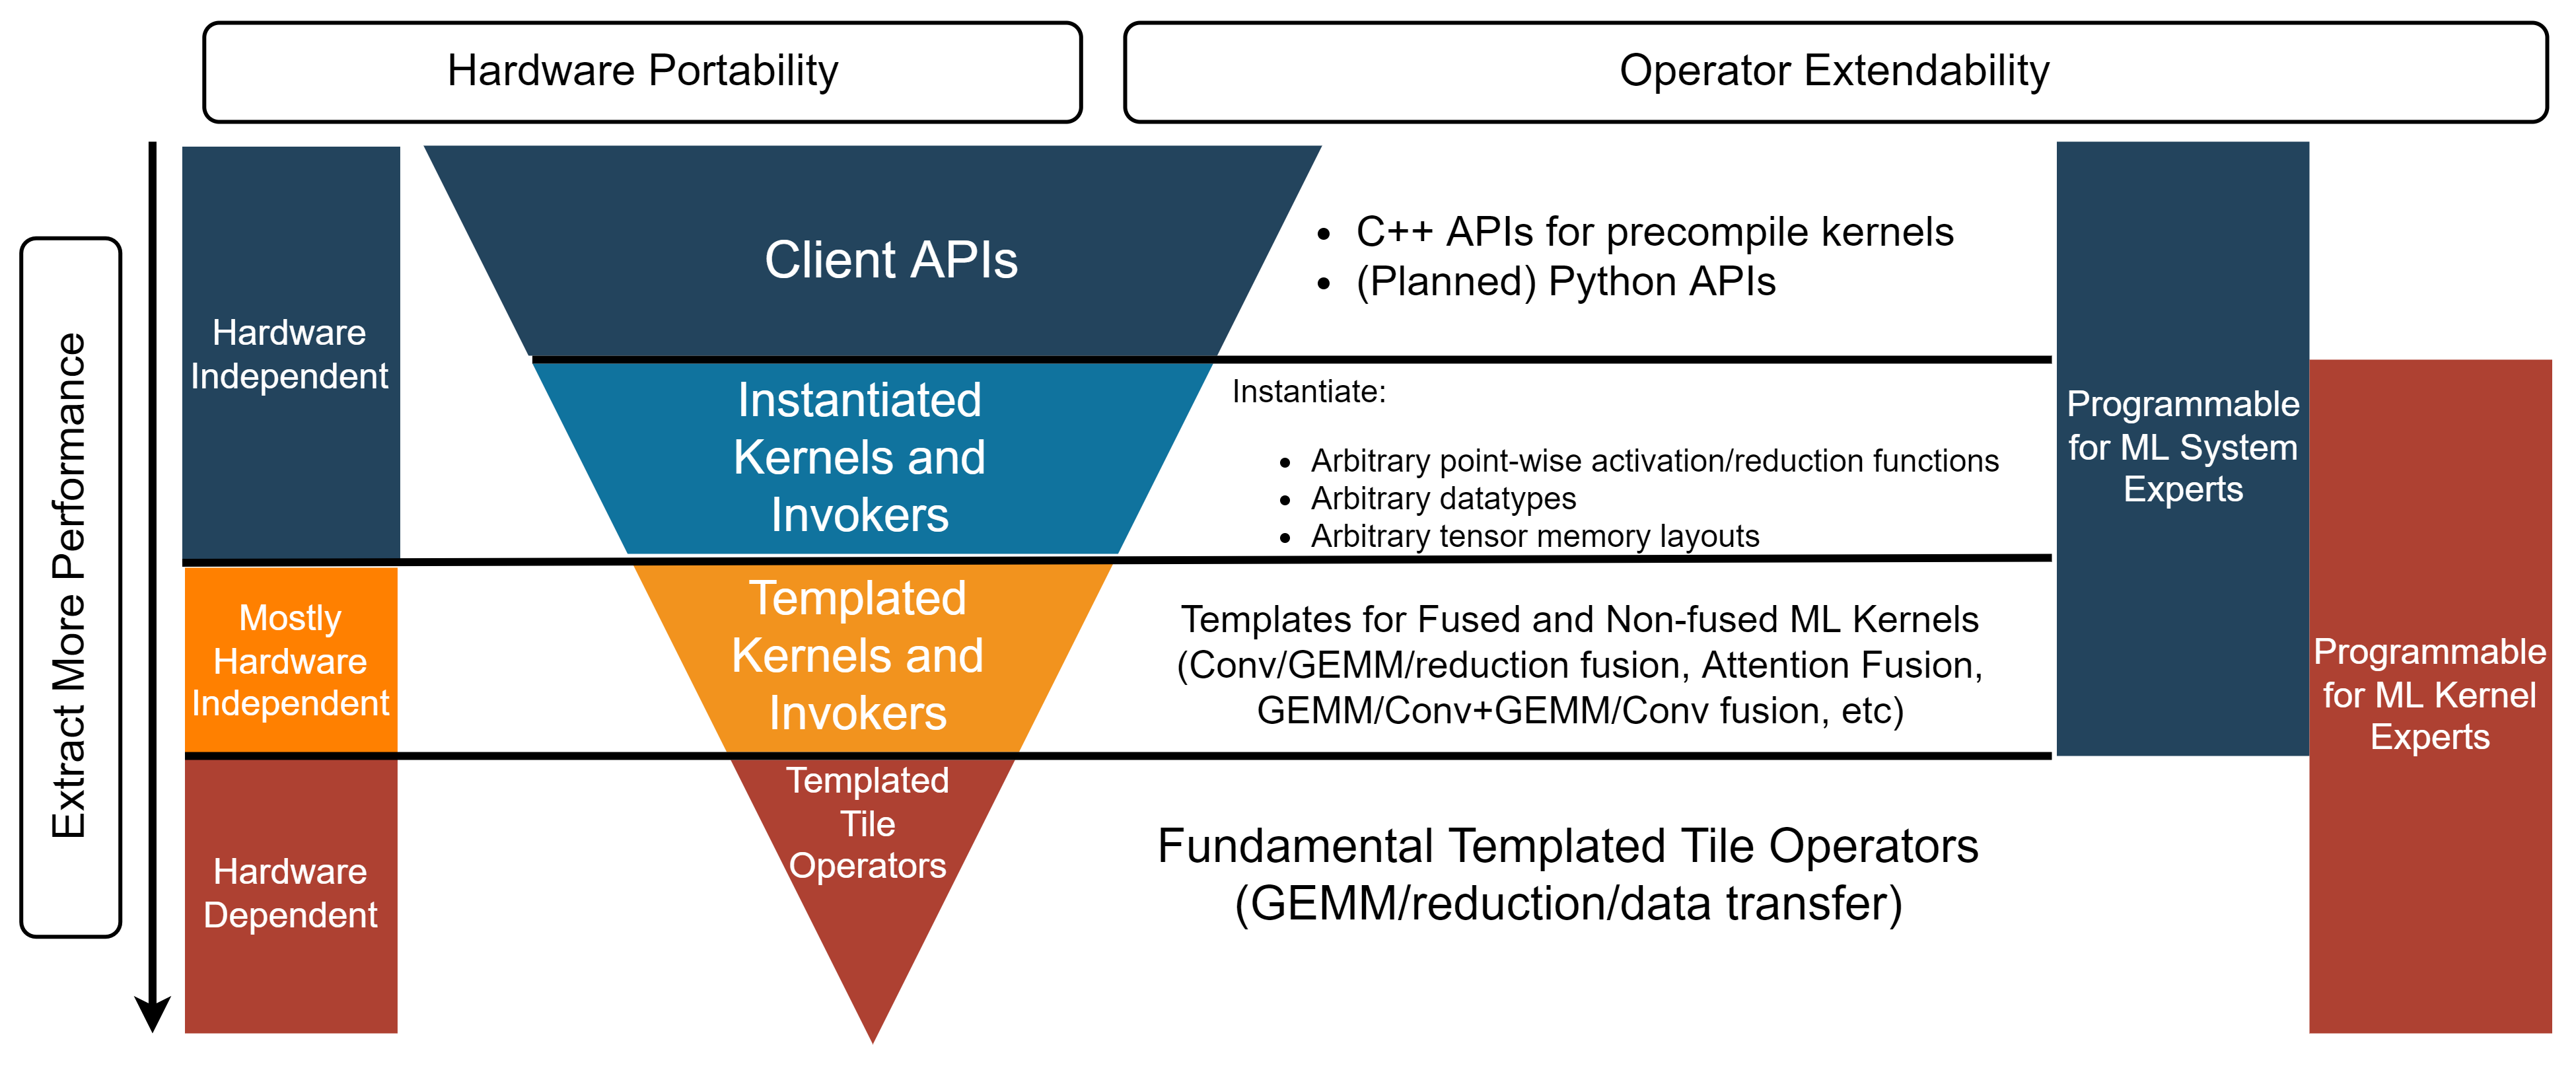 Hardware Portability
Operator Extendability
Extract More Performance
Hardware
Independent
Client APIs
• C++ APIs for precompile kernels
• (Planned) Python APIs
Instantiated
Kernels and
Invokers
Instantiate:
• Arbitrary point-wise activation/reduction functions
• Arbitrary datatypes
• Arbitrary tensor memory layouts
Programmable
for ML System
Experts
Mostly
Hardware
Independent
Templated
Kernels and
Invokers
Templates for Fused and Non-fused ML Kernels
(Conv/GEMM/reduction fusion, Attention Fusion,
GEMM/Conv+GEMM/Conv fusion, etc)
Programmable
for ML Kernel
Experts
Hardware
Dependent
Templated
Tile
Operators
Fundamental Templated Tile Operators
(GEMM/reduction/data transfer)